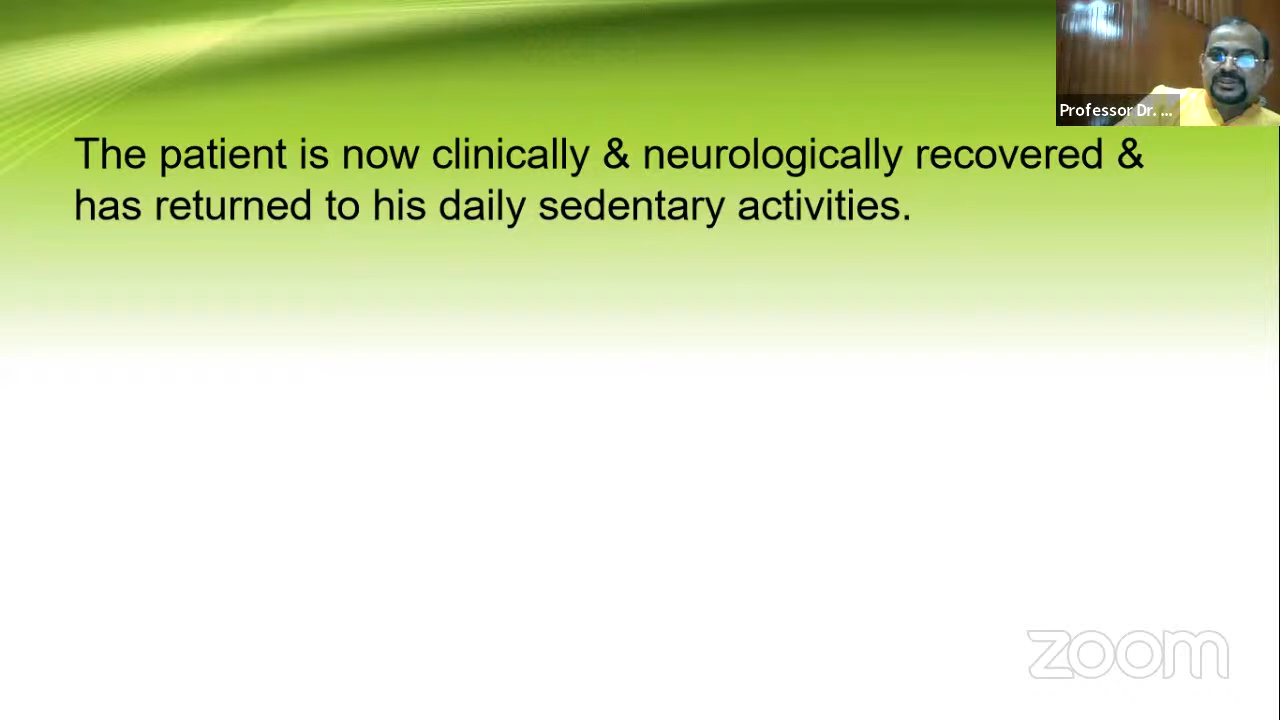 Professor Dr. ...
The patient is now clinically & neurologically recovered &
has returned to his daily sedentary activities.
zoom